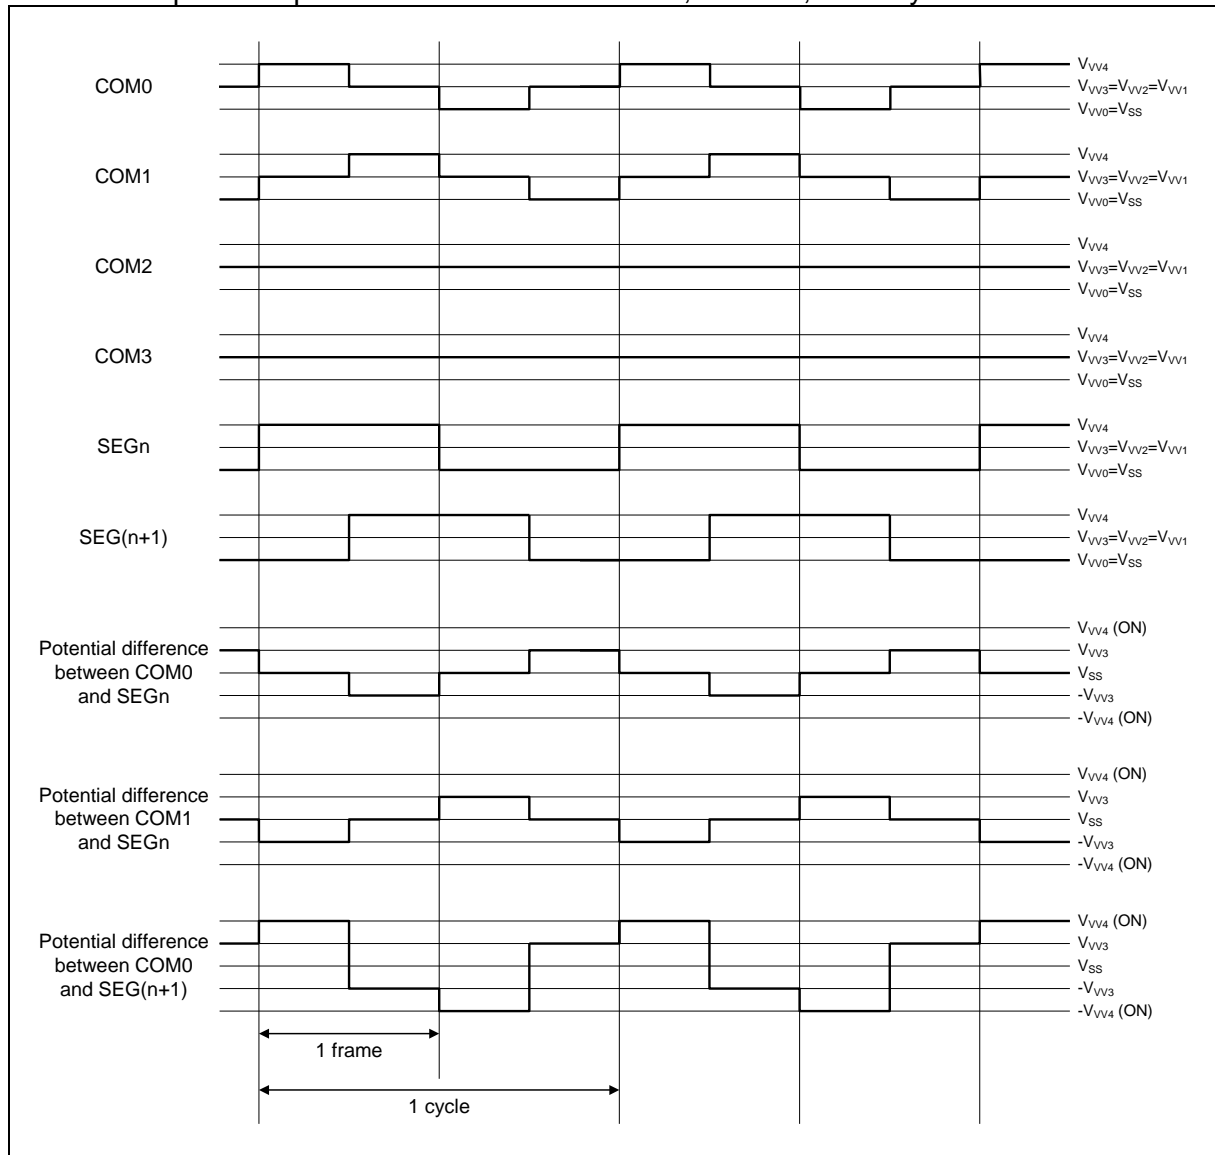 COM0
V_VV4
V_VV3=V_VV2=V_VV1
V_VV0=V_SS
COM1
V_VV4
V_VV3=V_VV2=V_VV1
V_VV0=V_SS
COM2
V_VV4
V_VV3=V_VV2=V_VV1
V_VV0=V_SS
COM3
V_VV4
V_VV3=V_VV2=V_VV1
V_VV0=V_SS
SEGn
V_VV4
V_VV3=V_VV2=V_VV1
V_VV0=V_SS
SEG(n+1)
V_VV4
V_VV3=V_VV2=V_VV1
V_VV0=V_SS
Potential difference
between COM0
and SEGn
V_VV4 (ON)
V_VV3
V_SS
-V_VV3
-V_VV4 (ON)
Potential difference
between COM1
and SEGn
V_VV4 (ON)
V_VV3
V_SS
-V_VV3
-V_VV4 (ON)
Potential difference
between COM0
and SEG(n+1)
V_VV4 (ON)
V_VV3
V_SS
-V_VV3
-V_VV4 (ON)
1 frame
1 cycle